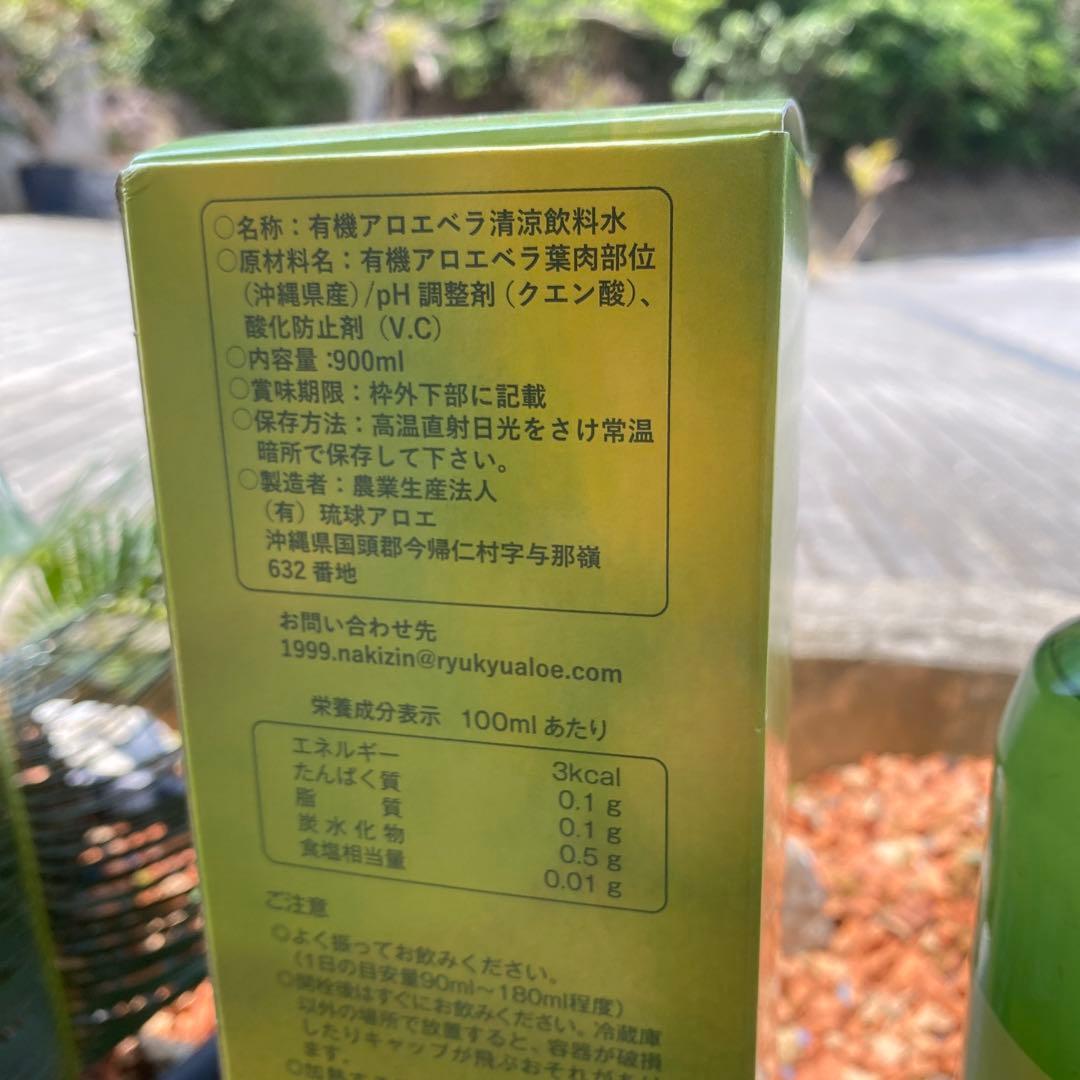 ○名称：有機アロエベラ清涼飲料水
○原材料名：有機アロエベラ葉肉部位
（沖縄県産）/pH 調整剤（クエン酸）、
酸化防止剤（V.C）
○内容量：900ml
○賞味期限：枠外下部に記載
○保存方法：高温直射日光をさけ常温
暗所で保存して下さい。
○製造者：農業生産法人
（有）琉球アロエ
沖縄県国頭郡今帰仁村字与那嶺
632 番地
お問い合わせ先
1999.nakizin@ryukyualoe.com
栄養成分表示 100ml あたり
エネルギー 3kcal
たんぱく質 0.1 g
脂質 0.1 g
炭水化物 0.5 g
食塩相当量 0.01 g
ご注意
◎よく振ってお飲みください。
（1日の目安量90ml～180ml程度）
◎開栓後はすぐにお飲みください。冷蔵庫
以外の場所で放置すると、容器が破損
したりキャップが飛ぶおそれがあり
ます。